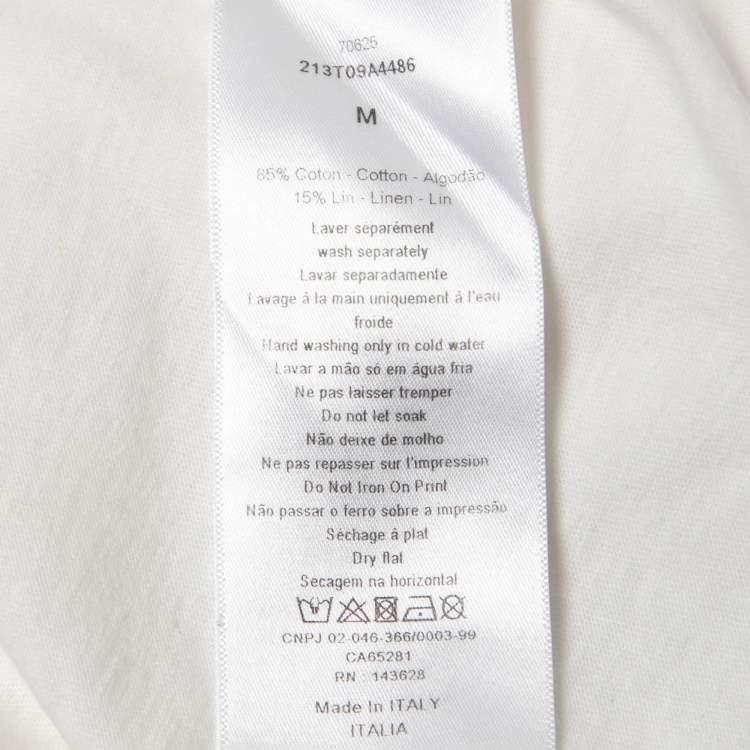 70625
213T09A4486
M
85% Coton - Cotton - Algodão
15% Lin - Linen - Lin
Laver séparément
wash separately
Lavar separadamente
Lavage à la main uniquement à l'eau
froide
Hand washing only in cold water
Lavar a mão só em água fria
Ne pas laisser tremper
Do not let soak
Não deixe de molho
Ne pas repasser sur l'impression
Do Not Iron On Print
Não passar o ferro sobre a impressão
Séchage à plat
Dry flat
Secagem na horizontal
CNPJ 02-046-366/0003-99
CA65281
RN : 143628
Made In ITALY
ITALIA